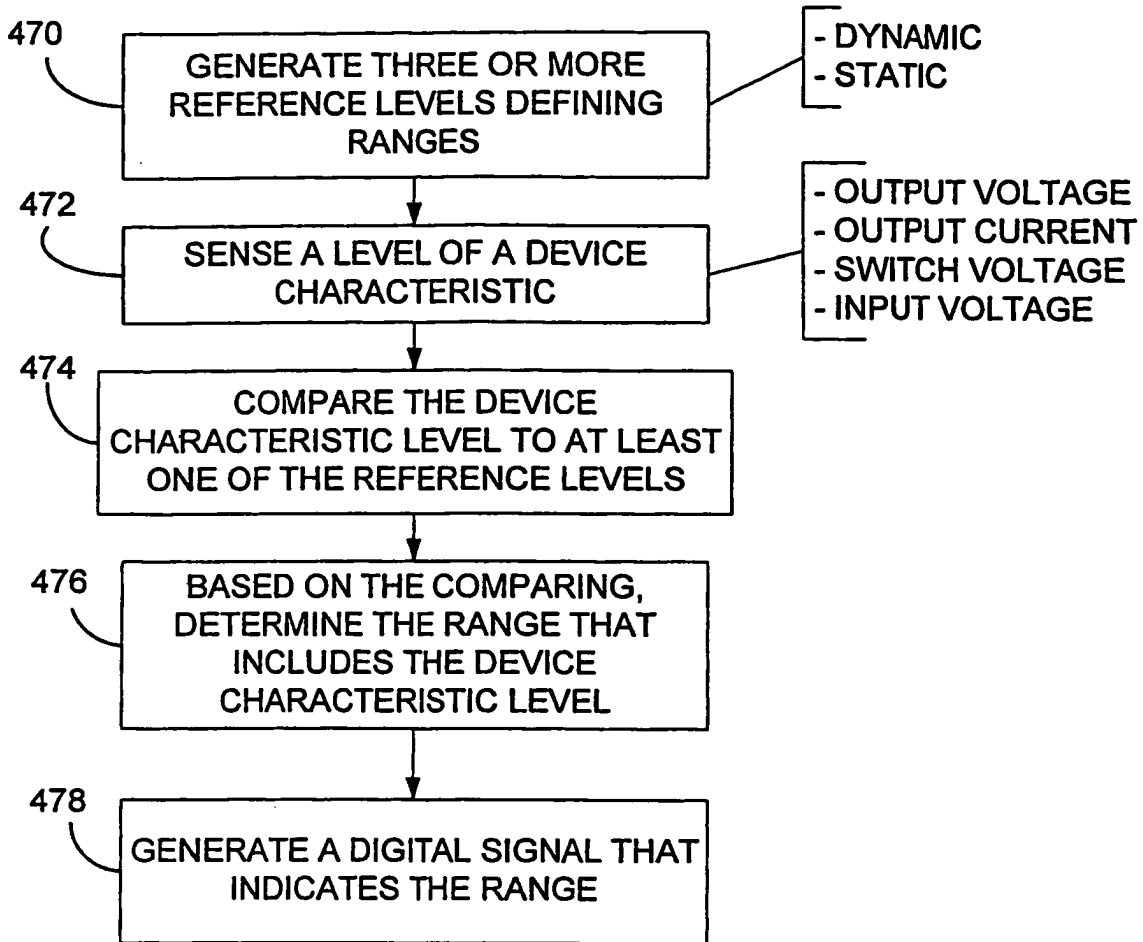 470
GENERATE THREE OR MORE
REFERENCE LEVELS DEFINING
RANGES
- DYNAMIC
- STATIC
472
SENSE A LEVEL OF A DEVICE
CHARACTERISTIC
- OUTPUT VOLTAGE
- OUTPUT CURRENT
- SWITCH VOLTAGE
- INPUT VOLTAGE
474
COMPARE THE DEVICE
CHARACTERISTIC LEVEL TO AT LEAST
ONE OF THE REFERENCE LEVELS
476
BASED ON THE COMPARING,
DETERMINE THE RANGE THAT
INCLUDES THE DEVICE
CHARACTERISTIC LEVEL
478
GENERATE A DIGITAL SIGNAL THAT
INDICATES THE RANGE